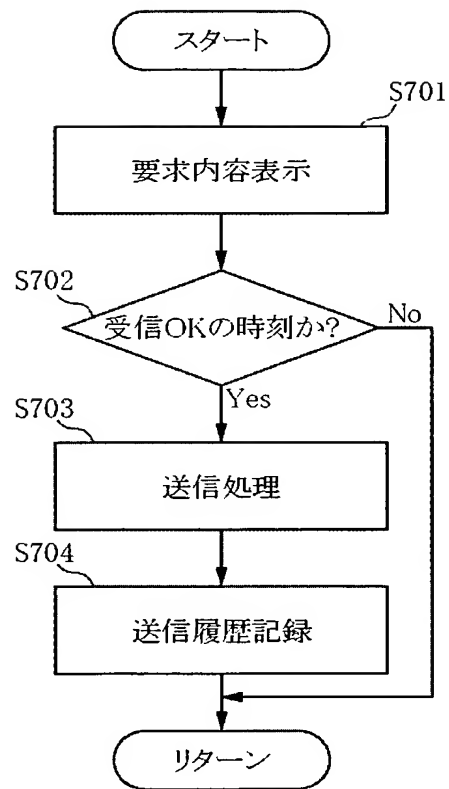 スタート
S701
要求内容表示
S702
受信OKの時刻か?
No
Yes
S703
送信処理
S704
送信履歴記録
リターン